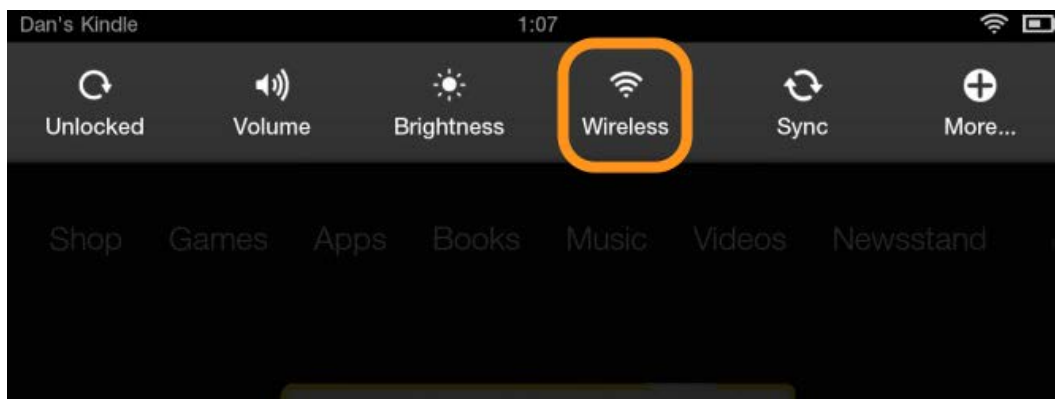 Dan's Kindle 1:07
Unlocked Volume Brightness Wireless Sync More...
Shop Games Apps Books Music Videos Newsstand